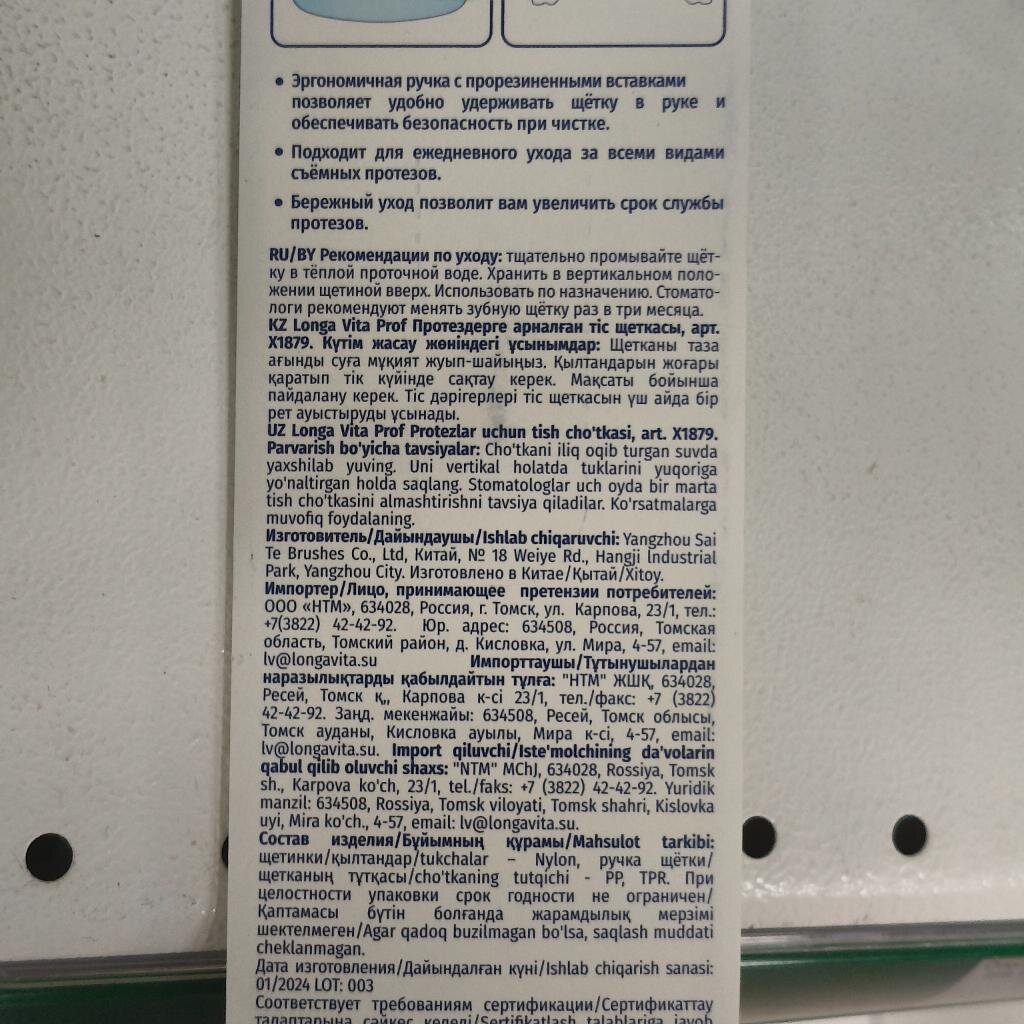 • Эргономичная ручка с прорезиненными вставками
позволяет удобно удерживать щётку в руке и
обеспечивать безопасность при чистке.
• Подходит для ежедневного ухода за всеми видами
съёмных протезов.
• Бережный уход позволит вам увеличить срок службы
протезов.
RU/BY Рекомендации по уходу: тщательно промывайте щёт-
ку в тёплой проточной воде. Хранить в вертикальном поло-
жении щетиной вверх. Использовать по назначению. Стомато-
логи рекомендуют менять зубную щётку раз в три месяца.
KZ Longa Vita Prof Протездерге арналған тіс щеткасы, арт.
X1879. Күтім жасау жөніндегі ұсынымдар: Щетканы таза
ағынды суға мұқият жуып-шайыңыз. Қылтандарын жоғары
қаратып тік күйінде сақтау керек. Мақсаты бойынша
пайдалану керек. Тіс дәрігерлері тіс щеткасын үш айда бір
рет ауыстыруды ұсынады.
UZ Longa Vita Prof Protezlar uchun tish cho'tkasi, art. X1879.
Parvarish bo'yicha tavsiyalar: Cho'tkani iliq oqib turgan suvda
yaxshilab yuving. Uni vertikal holatda tuklarini yuqoriga
yo'naltirgan holda saqlang. Stomatologlar uch oyda bir marta
tish cho'tkasini almashtirishni tavsiya qiladilar. Ko'rsatmalarga
muvofiq foydalaning.
Изготовитель/Дайындаушы/Ishlab chiqaruvchi: Yangzhou Sai
Te Brushes Co., Ltd, Китай, № 18 Weiye Rd., Hangji lndustrial
Park, Yangzhou City. Изготовлено в Китае/Қытай/Xitoy.
Импортер/Лицо, принимающее претензии потребителей:
ООО «НТМ», 634028, Россия, г. Томск, ул. Карпова, 23/1, тел.:
+7(3822) 42-42-92. Юр. адрес: 634508, Россия, Томская
область, Томский район, д. Кисловка, ул. Мира, 4-57, email:
lv@longavita.su Импорттаушы/Тұтынушылардан
наразылықтарды қабылдайтын тұлға: "НТМ" ЖШҚ, 634028,
Ресей, Томск қ., Карпова к-сі 23/1, тел./факс: +7 (3822)
42-42-92. Заңд. мекенжайы: 634508, Ресей, Томск облысы,
Томск ауданы, Кисловка ауылы, Мира к-сі, 4-57, email:
lv@longavita.su. Import qiluvchi/Iste'molchining da'volarin
qabul qilib oluvchi shaxs: "NTM" MChJ, 634028, Rossiya, Tomsk
sh., Karpova ko'ch, 23/1, tel./faks: +7 (3822) 42-42-92. Yuridik
manzil: 634508, Rossiya, Tomsk viloyati, Tomsk shahri, Kislovka
uyi, Mira ko'ch., 4-57, email: lv@longavita.su.
Состав изделия/Бұйымның құрамы/Mahsulot tarkibi:
щетинки/қылтандар/tukchalar – Nylon, ручка щётки/
щетканың тұтқасы/cho'tkaning tutqichi - PP, TPR. При
целостности упаковки срок годности не ограничен/
Қаптамасы бүтін болғанда жарамдылық мерзімі
шектелмеген/Agar qadoq buzilmagan bo'lsa, saqlash muddati
cheklanmagan.
Дата изготовления/Дайындалған күні/Ishlab chiqarish sanasi:
01/2024 LOT: 003
Соответствует требованиям сертификации/Сертификаттау
талаптарына сәйкес келеді/Sertifikatlash talablariga javob